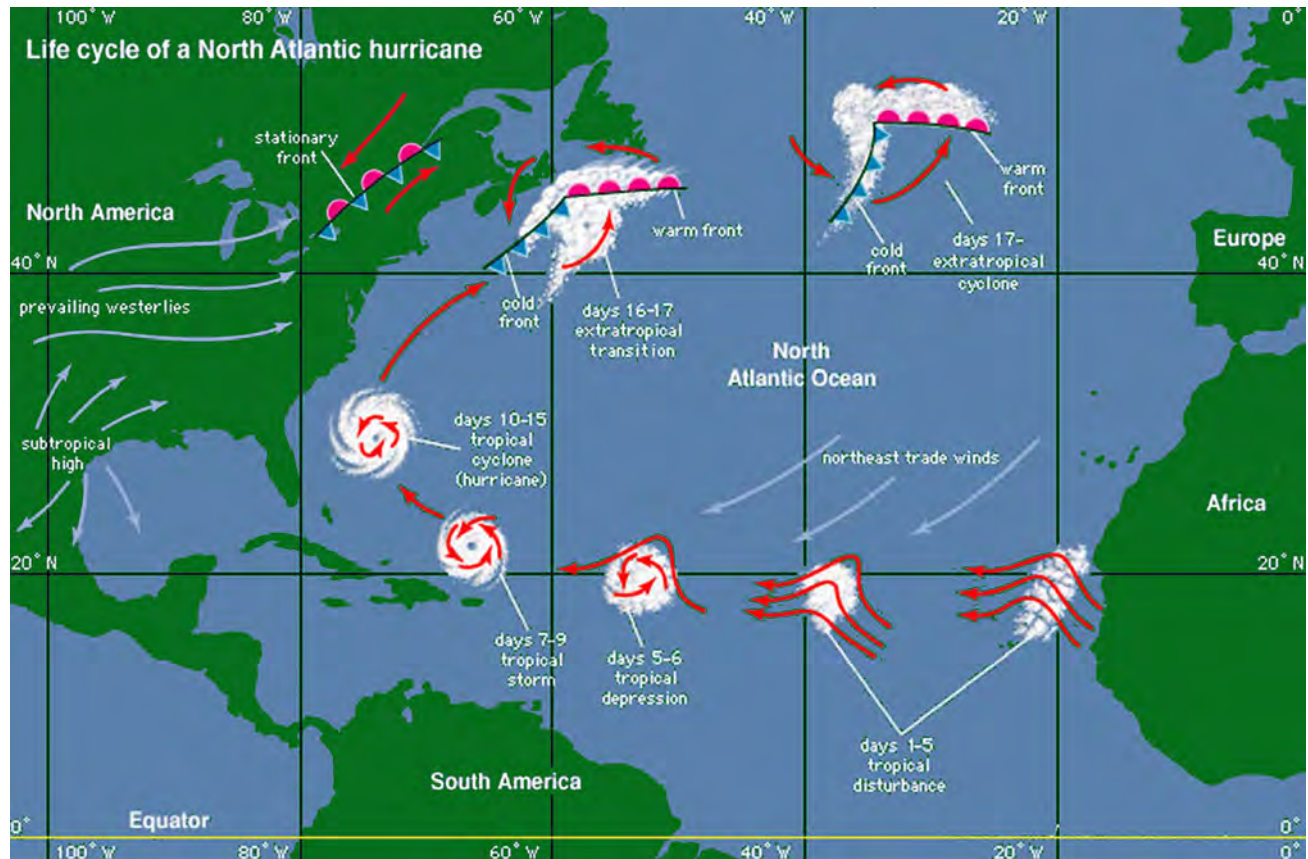 100° W 80° W 60° W 40° W 20° W 0°
Life cycle of a North Atlantic hurricane
stationary
front
North America
warm front
warm
front
Europe
40° N 40° N
cold
front
days 17-
extratropical
cyclone
prevailing westerlies
cold
front
days 16-17
extratropical
transition
North
Atlantic Ocean
subtropical
high
days 10-15
tropical
cyclone
(hurricane)
northeast trade winds
Africa
20° N 20° N
days 7-9
tropical
storm
days 5-6
tropical
depression
days 1-5
tropical
disturbance
South America
Equator
0° 0°
100° W 80° W 60° W 40° W 20° W 0°